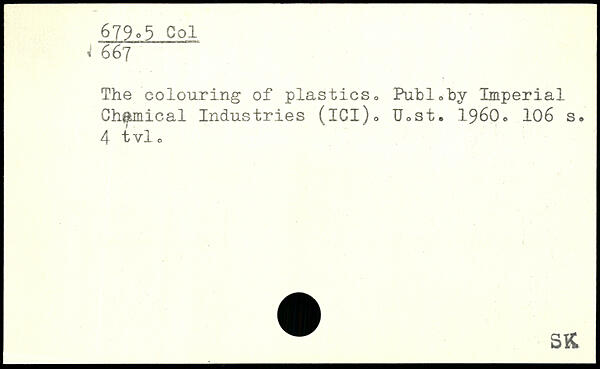 679.5 Col
667
The colouring of plastics. Publ.by Imperial
Chemical Industries (ICI). U.st. 1960. 106 s.
4 tvl.
SK